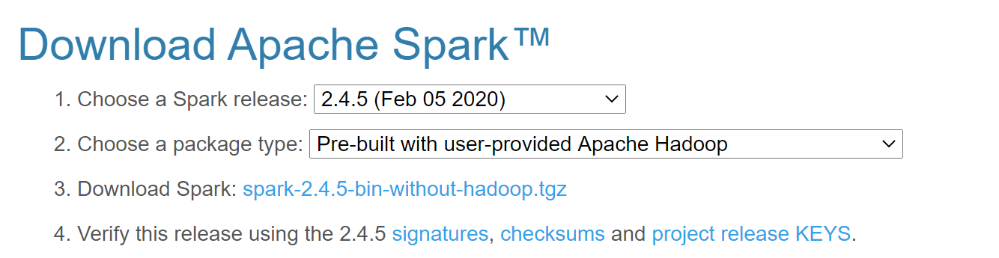 Download Apache Spark™
1. Choose a Spark release: 2.4.5 (Feb 05 2020)
2. Choose a package type: Pre-built with user-provided Apache Hadoop
3. Download Spark: spark-2.4.5-bin-without-hadoop.tgz
4. Verify this release using the 2.4.5 signatures, checksums and project release KEYS.